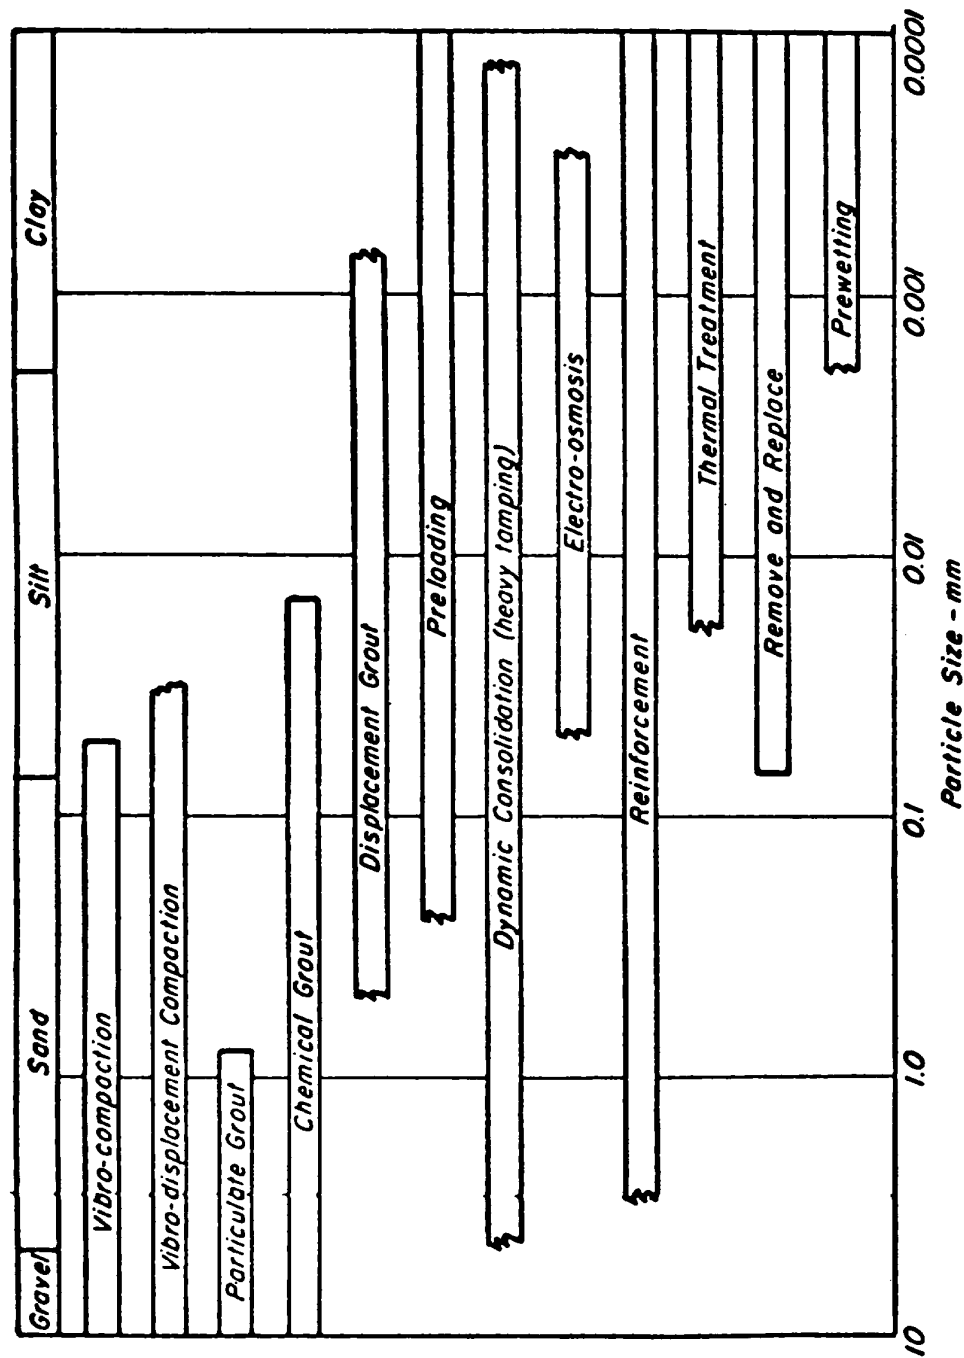 Gravel
Sand
Silt
Clay
Vibro-compaction
Vibro-displacement Compaction
Particulate Grout
Chemical Grout
Displacement Grout
Preloading
Dynamic Consolidation (heavy tamping)
Electro-osmosis
Reinforcement
Thermal Treatment
Remove and Replace
Prewetting
10
1.0
0.1
0.01
0.001
0.0001
Particle Size - mm